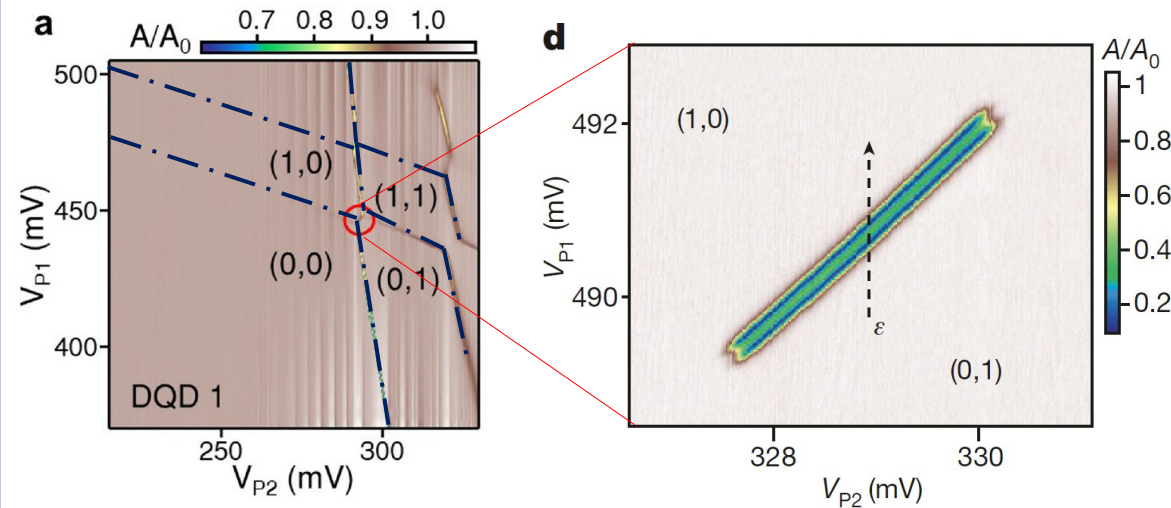 a
A/A0
0.7 0.8 0.9 1.0
500
450
400
VP1 (mV)
(1,0)
(1,1)
(0,0)
(0,1)
DQD 1
250 300
VP2 (mV)
d
A/A0
1
0.8
0.6
0.4
0.2
492
490
VP1 (mV)
(1,0)
ε
(0,1)
328 330
VP2 (mV)